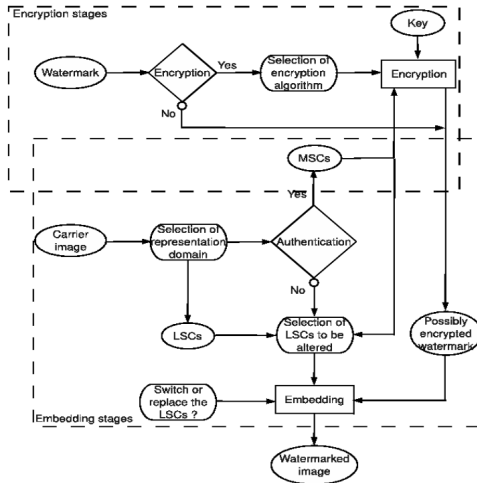 Encryption stages
Key
Watermark
Encryption
Yes
Selection of
encryption
algorithm
Encryption
No
MSCs
Yes
Carrier
image
Selection of
representation
domain
Authentication
No
LSCs
Selection of
LSCs to be
altered
Possibly
encrypted
watermark
Switch or
replace the
LSCs ?
Embedding
Embedding stages
Watermarked
image